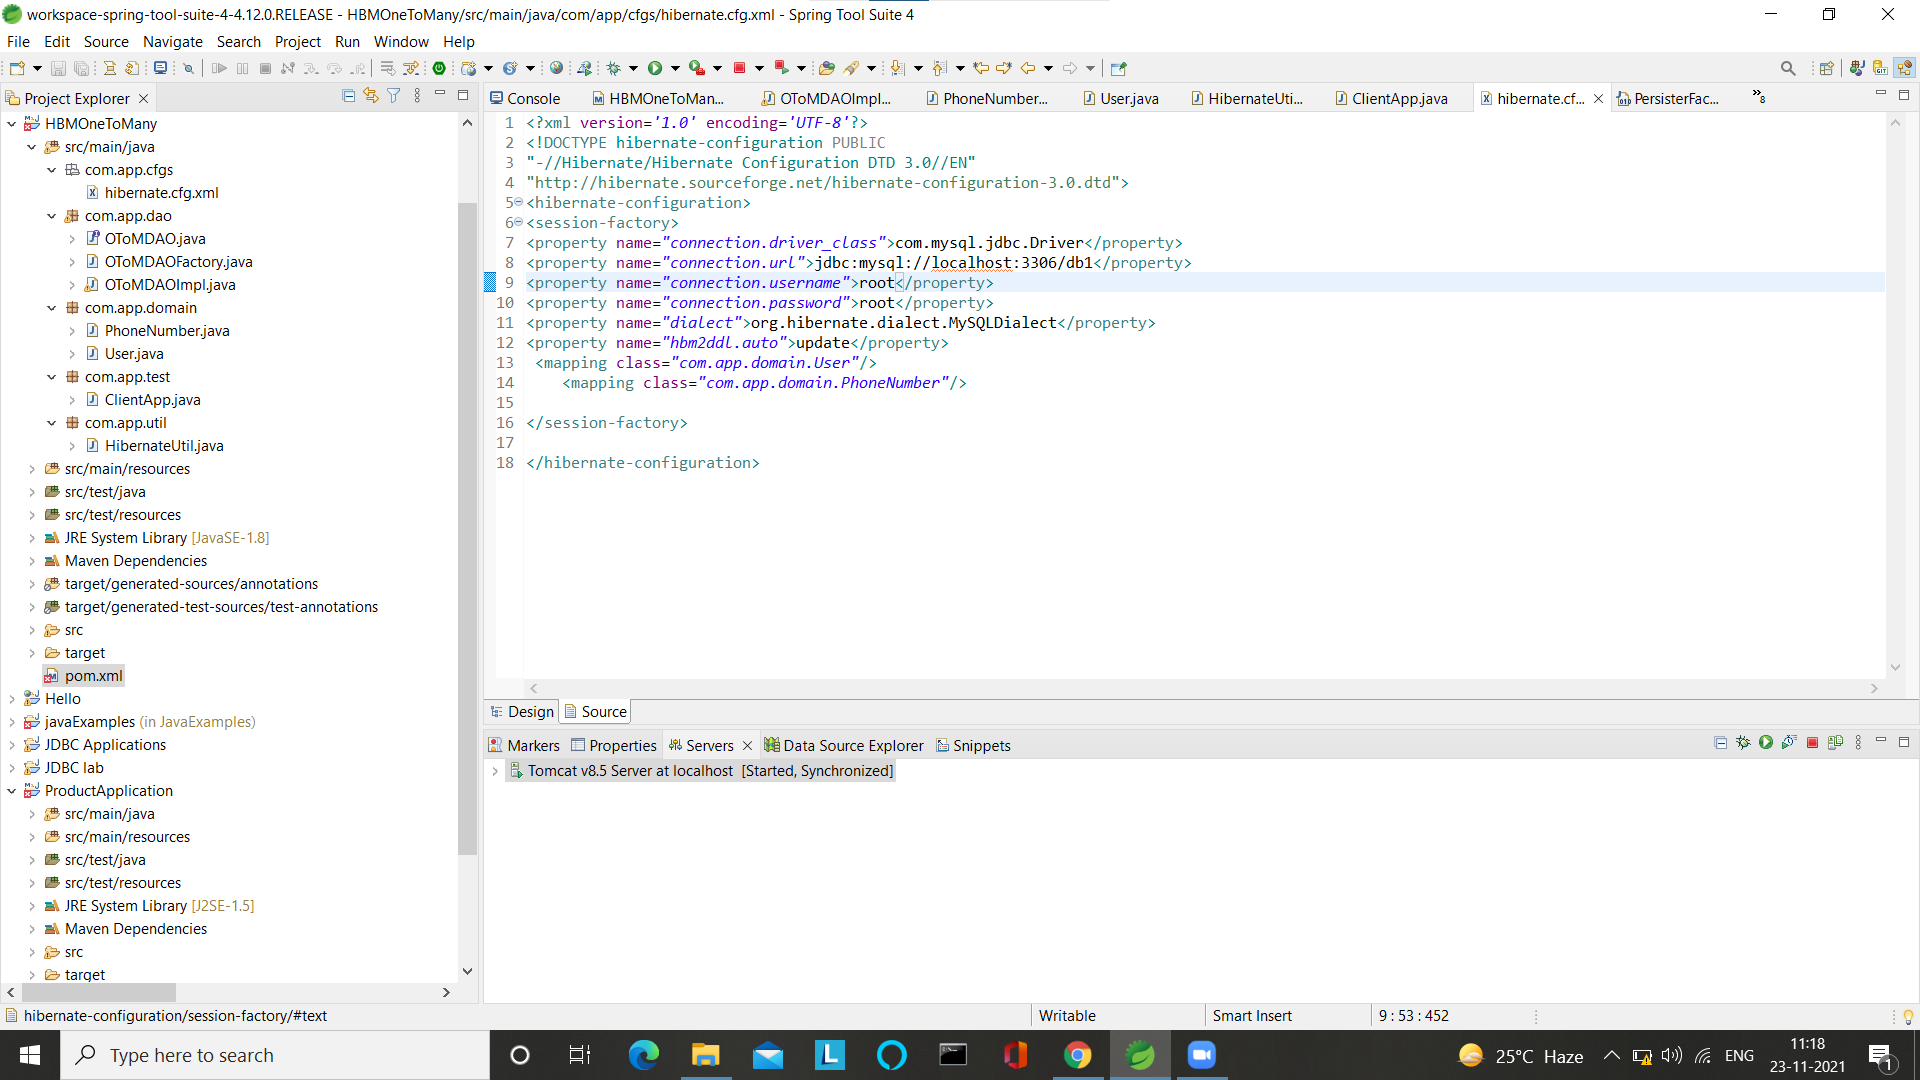 workspace-spring-tool-suite-4-4.12.0.RELEASE - HBMOneToMany/src/main/java/com/app/cfgs/hibernate.cfg.xml - Spring Tool Suite 4
File Edit Source Navigate Search Project Run Window Help
Project Explorer
HBMOneToMany
src/main/java
com.app.cfgs
hibernate.cfg.xml
com.app.dao
OToMDAO.java
OToMDAOFactory.java
OToMDAOImpl.java
com.app.domain
PhoneNumber.java
User.java
com.app.test
ClientApp.java
com.app.util
HibernateUtil.java
src/main/resources
src/test/java
src/test/resources
JRE System Library [JavaSE-1.8]
Maven Dependencies
target/generated-sources/annotations
target/generated-test-sources/test-annotations
src
target
pom.xml
Hello
javaExamples (in JavaExamples)
JDBC Applications
JDBC lab
ProductApplication
src/main/java
src/main/resources
src/test/java
src/test/resources
JRE System Library [J2SE-1.5]
Maven Dependencies
src
target
Console HBMOneToMan... OToMDAOImpl... PhoneNumber... User.java HibernateUti... ClientApp.java hibernate.cf... PersisterFac... »8
1 <?xml version='1.0' encoding='UTF-8'?>
2 <!DOCTYPE hibernate-configuration PUBLIC
3 "-//Hibernate/Hibernate Configuration DTD 3.0//EN"
4 "http://hibernate.sourceforge.net/hibernate-configuration-3.0.dtd">
5 <hibernate-configuration>
6 <session-factory>
7 <property name="connection.driver_class">com.mysql.jdbc.Driver</property>
8 <property name="connection.url">jdbc:mysql://localhost:3306/db1</property>
9 <property name="connection.username">root</property>
10 <property name="connection.password">root</property>
11 <property name="dialect">org.hibernate.dialect.MySQLDialect</property>
12 <property name="hbm2ddl.auto">update</property>
13 <mapping class="com.app.domain.User"/>
14 <mapping class="com.app.domain.PhoneNumber"/>
15
16 </session-factory>
17
18 </hibernate-configuration>
Design Source
Markers Properties Servers Data Source Explorer Snippets
Tomcat v8.5 Server at localhost [Started, Synchronized]
hibernate-configuration/session-factory/#text Writable Smart Insert 9 : 53 : 452
Type here to search
25°C Haze ENG 11:18
23-11-2021
1